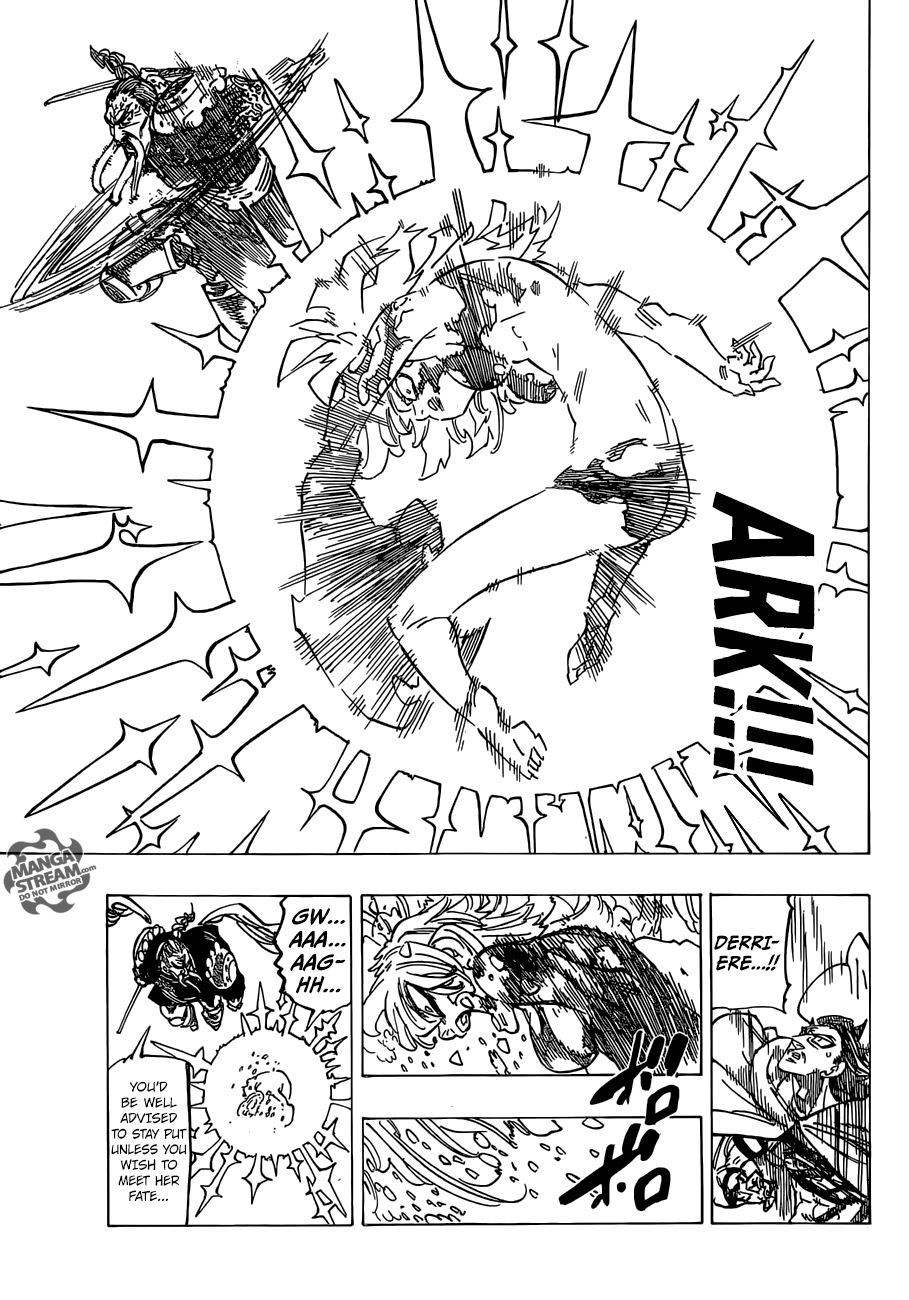 ARK!!!
DERRI-
ERE...!!
ボロ
ボロ
GW...
AAA...
AAG-
HH...
YOU'D
BE WELL
ADVISED
TO STAY PUT
UNLESS YOU
WISH TO
MEET HER
FATE...
MANGA
STREAM.com
DO NOT MIRROR